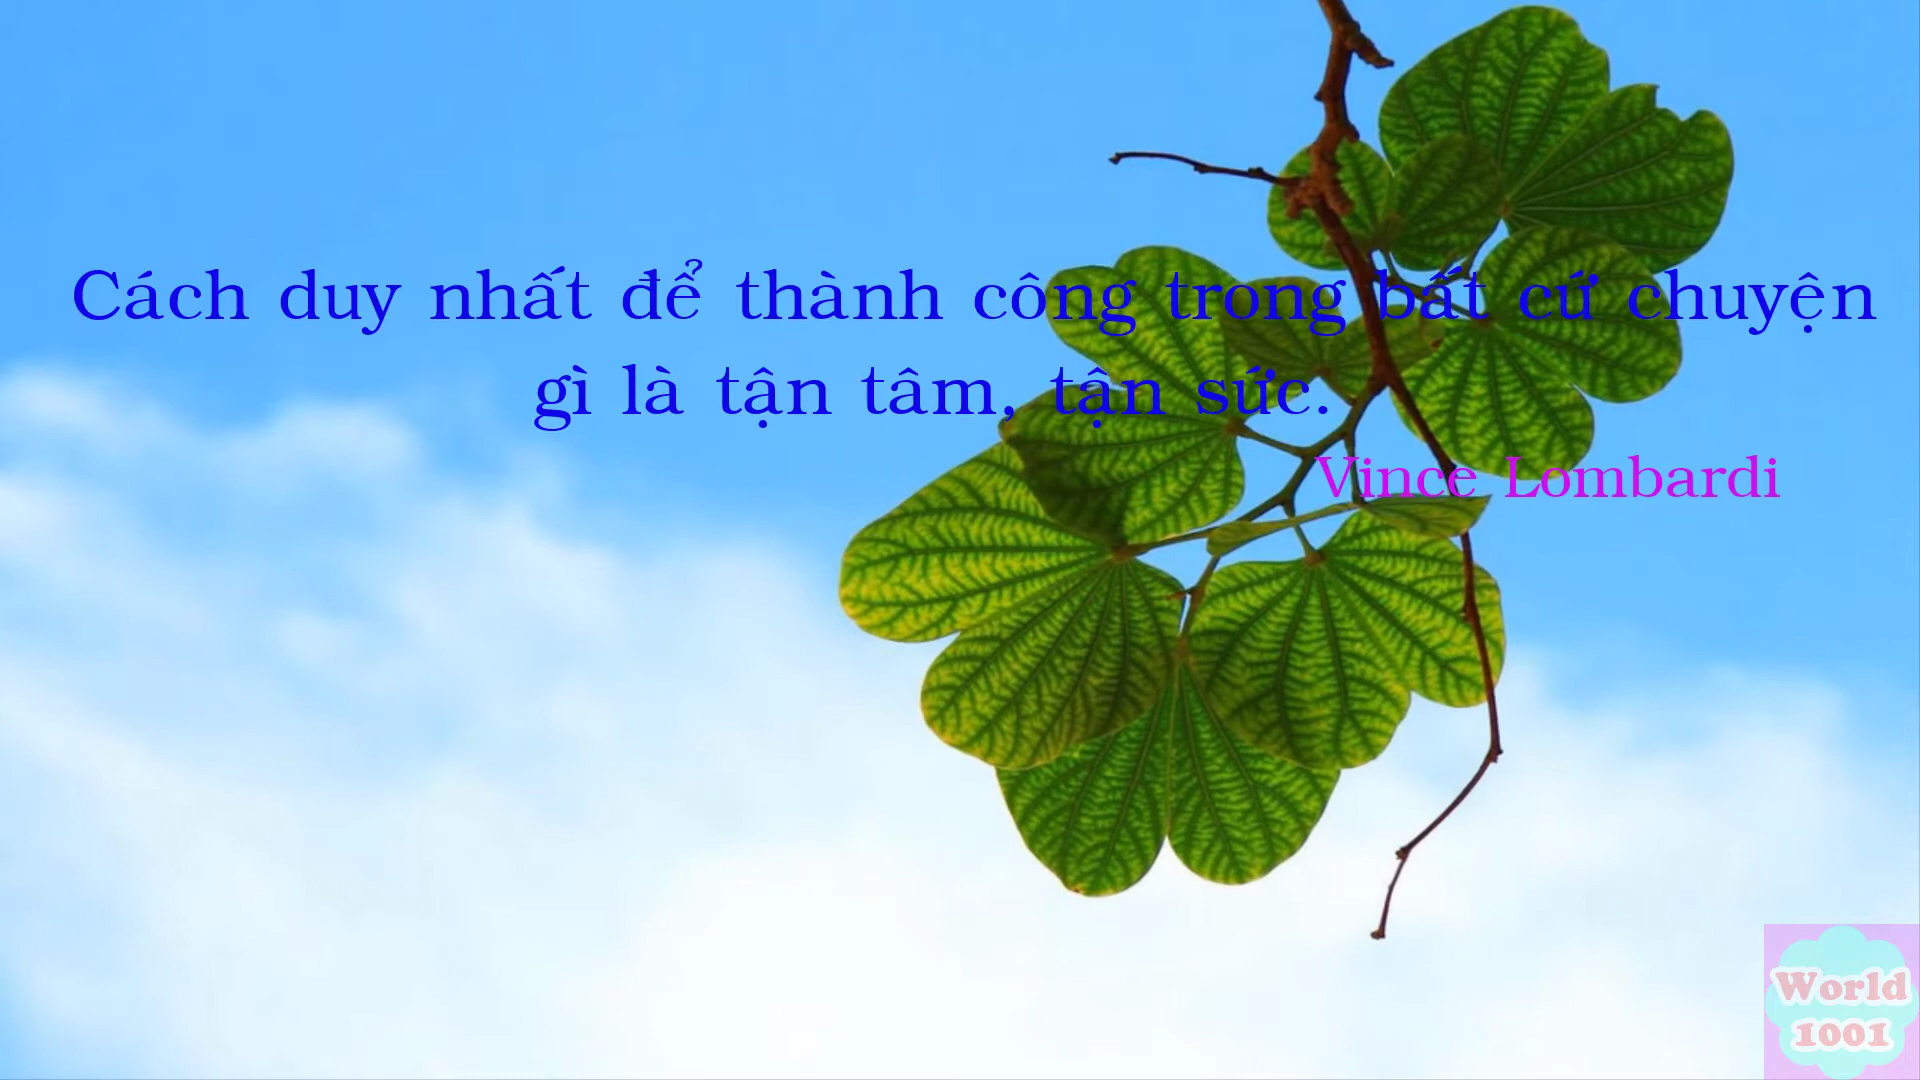 Cách duy nhất để thành công trong bất cứ chuyện
gì là tận tâm, tận sức.
Vince Lombardi
World
1001